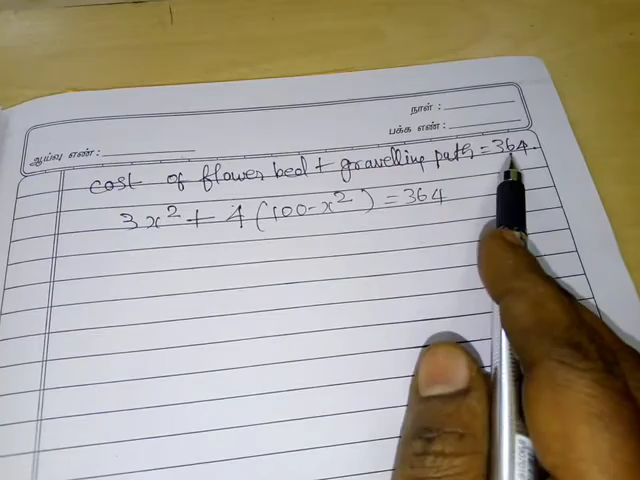 நாள் :
பக்க எண் :
ஆய்வு எண் :
cost of flower bed + gravelling path = 364.
3x² + 4 (100-x²) = 364